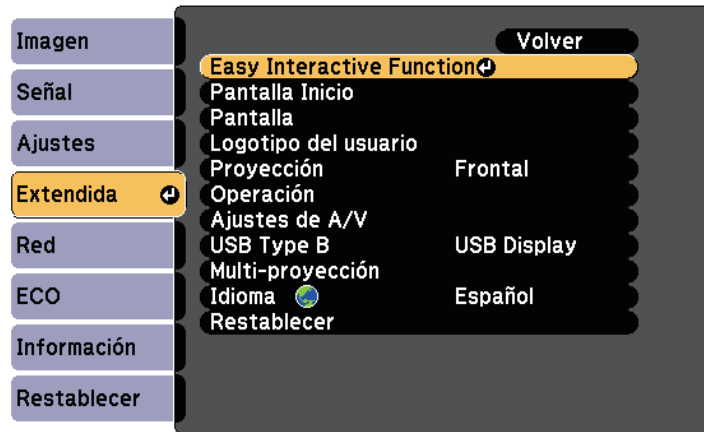 Imagen
Señal
Ajustes
Extendida
Red
ECO
Información
Restablecer
Volver
Easy Interactive Function
Pantalla Inicio
Pantalla
Logotipo del usuario
Proyección Frontal
Operación
Ajustes de A/V
USB Type B USB Display
Multi-proyección
Idioma Español
Restablecer